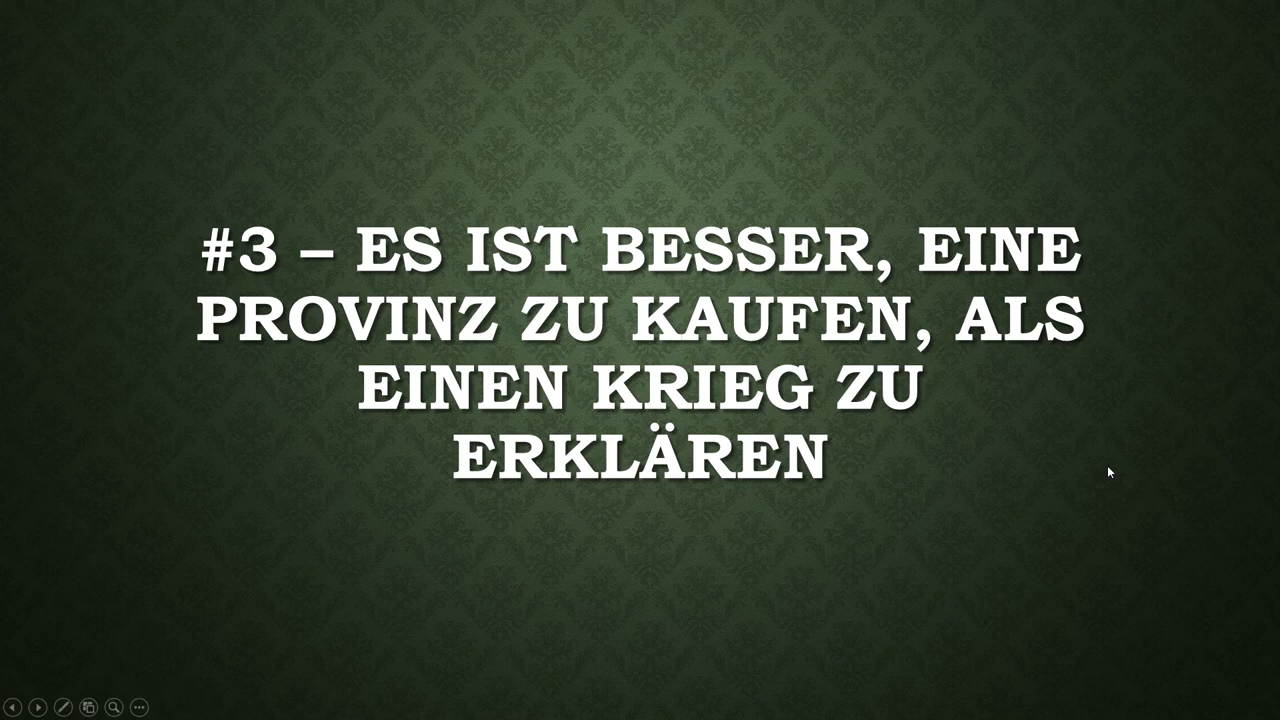 #3 – ES IST BESSER, EINE
PROVINZ ZU KAUFEN, ALS
EINEN KRIEG ZU
ERKLÄREN